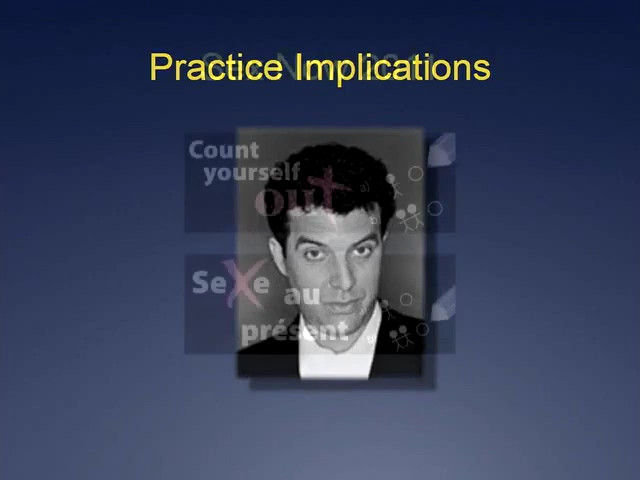 Practice Implications
Count
yourself
out
SeXe
au
présent